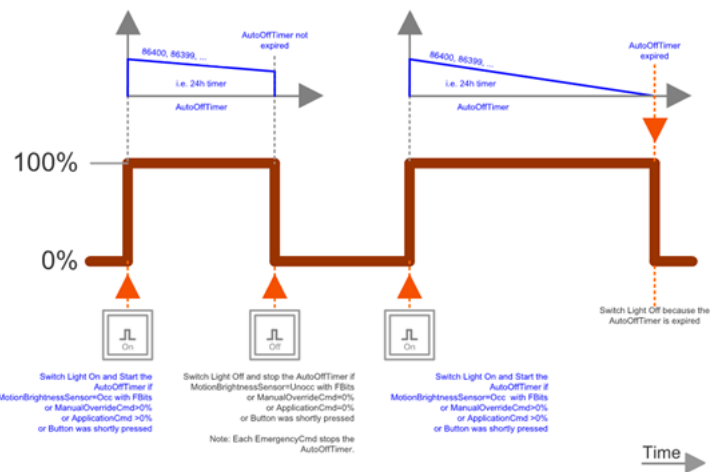 AutoOffTimer not
expired
86400, 86399, ...
i.e. 24h timer
AutoOffTimer
AutoOffTimer
expired
86400, 86399, ...
i.e. 24h timer
AutoOffTimer
100%
0%
On
Off
On
Switch Light Off because the
AutoOffTimer is expired
Switch Light On and Start the
AutoOffTimer if
MotionBrightnessSensor=Occ with FBits
or ManualOverrideCmd>0%
or ApplicationCmd >0%
or Button was shortly pressed
Switch Light Off and stop the AutoOffTimer if
MotionBrightnessSensor=Unocc with FBits
or ManualOverrideCmd=0%
or ApplicationCmd=0%
or Button was shortly pressed
Note: Each EmergencyCmd stops the
AutoOffTimer.
Switch Light On and Start the
AutoOffTimer if
MotionBrightnessSensor=Occ with FBits
or ManualOverrideCmd>0%
or ApplicationCmd >0%
or Button was shortly pressed
Time